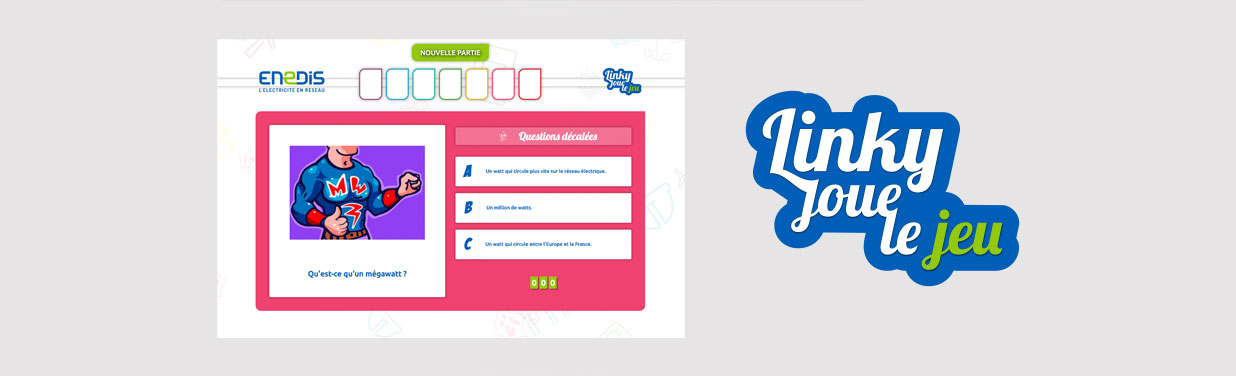 NOUVELLE PARTIE
ENEDIS
L'ELECTRICITE EN RESEAU
Linky
Joue
le jeu
Questions décalées
MW
A
Un watt qui circule plus vite sur le réseau électrique.
B
Un million de watts.
C
Un watt qui circule entre l'Europe et la France.
Qu'est-ce qu'un mégawatt ?
0 0 0
Linky
Joue
le jeu